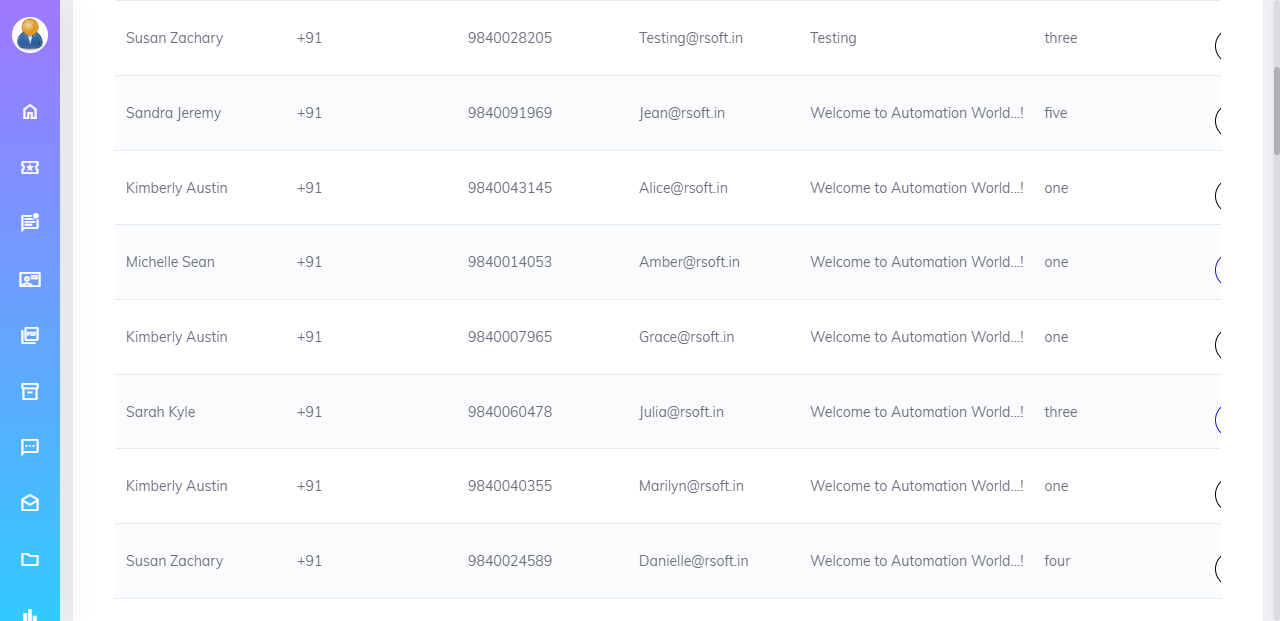 Susan Zachary +91 9840028205 Testing@rsoft.in Testing three
Sandra Jeremy +91 9840091969 Jean@rsoft.in Welcome to Automation World...! five
Kimberly Austin +91 9840043145 Alice@rsoft.in Welcome to Automation World...! one
Michelle Sean +91 9840014053 Amber@rsoft.in Welcome to Automation World...! one
Kimberly Austin +91 9840007965 Grace@rsoft.in Welcome to Automation World...! one
Sarah Kyle +91 9840060478 Julia@rsoft.in Welcome to Automation World...! three
Kimberly Austin +91 9840040355 Marilyn@rsoft.in Welcome to Automation World...! one
Susan Zachary +91 9840024589 Danielle@rsoft.in Welcome to Automation World...! four